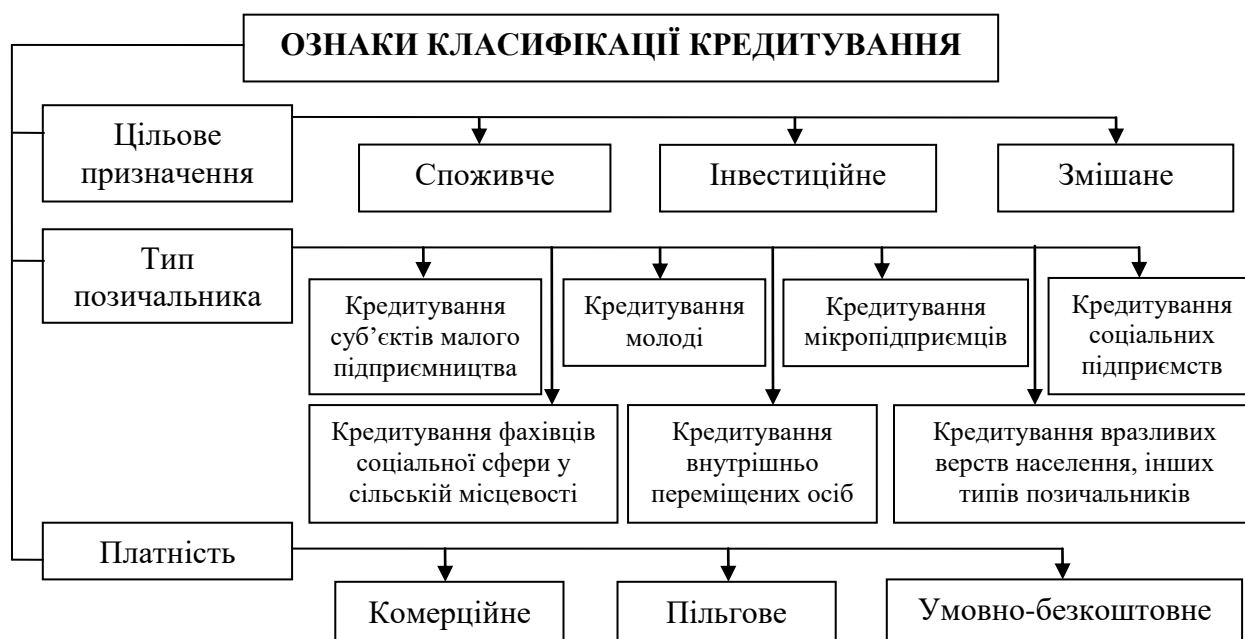 ОЗНАКИ КЛАСИФІКАЦІЇ КРЕДИТУВАННЯ
Цільове
призначення
Споживче
Інвестиційне
Змішане
Тип
позичальника
Кредитування
суб’єктів малого
підприємництва
Кредитування
молоді
Кредитування
мікропідприємців
Кредитування
соціальних
підприємств
Кредитування фахівців
соціальної сфери у
сільській місцевості
Кредитування
внутрішньо
переміщених осіб
Кредитування вразливих
верств населення, інших
типів позичальників
Платність
Комерційне
Пільгове
Умовно-безкоштовне